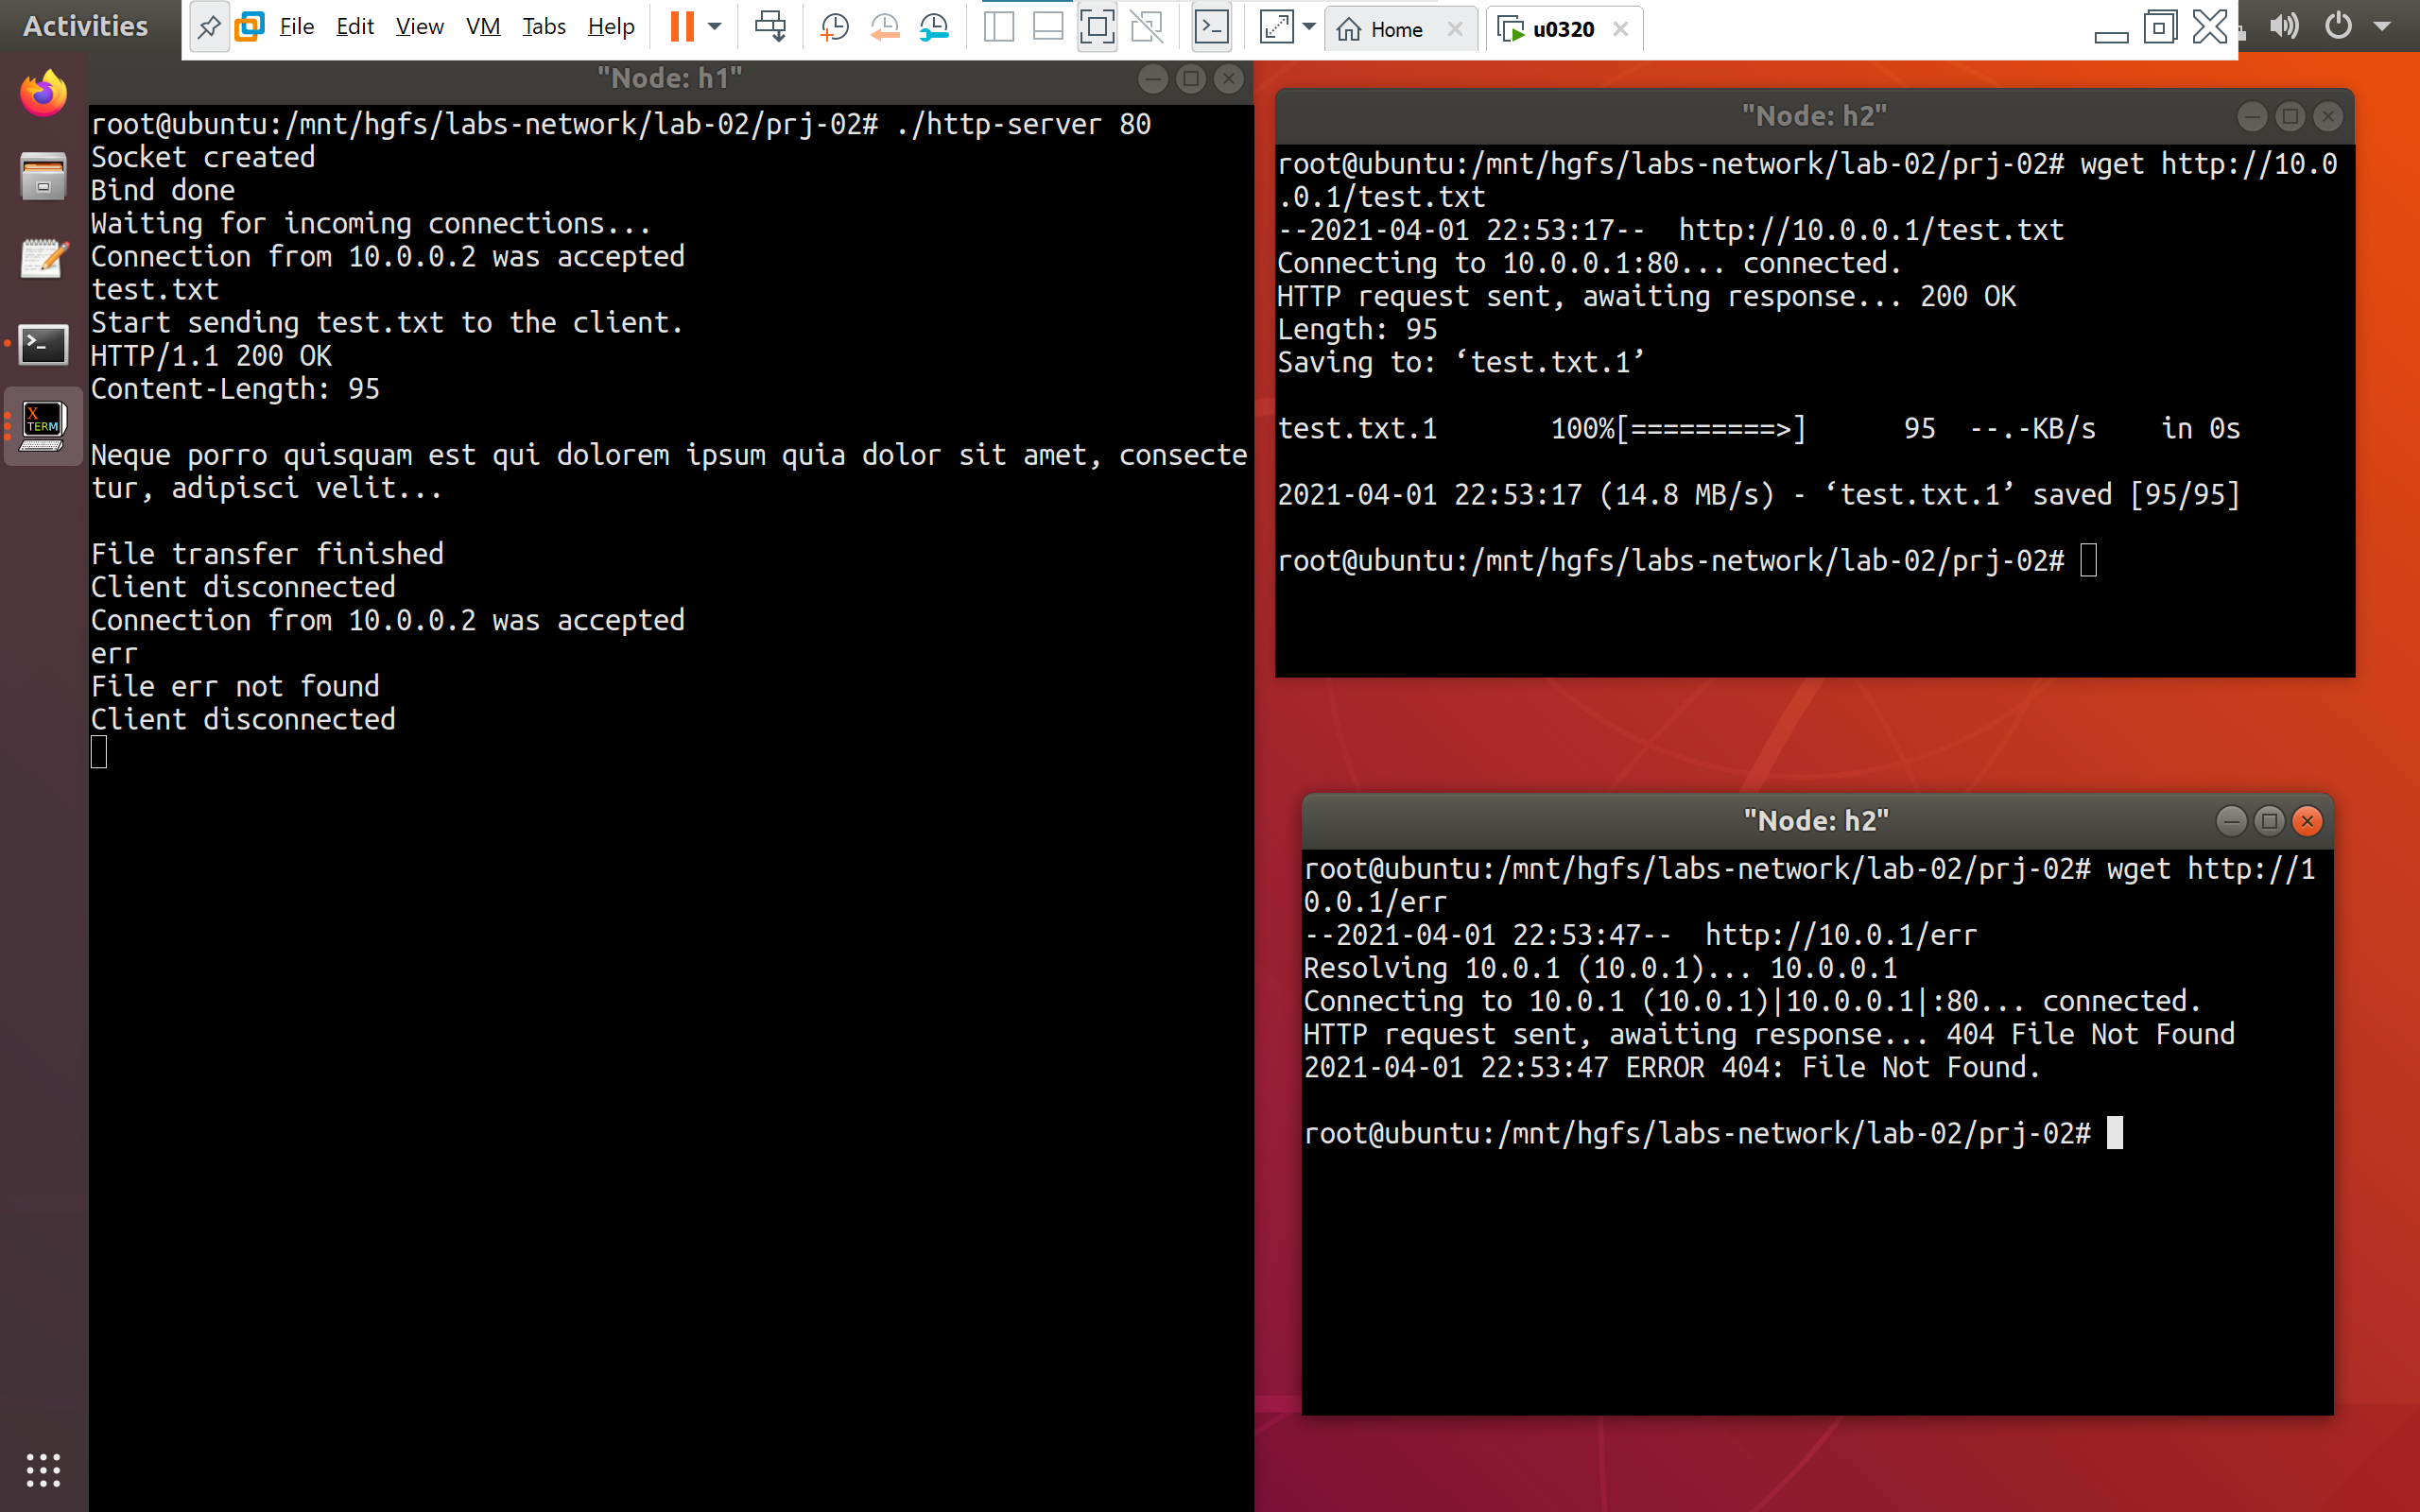 Activities
File Edit View VM Tabs Help
Home
u0320
"Node: h1"
root@ubuntu:/mnt/hgfs/labs-network/lab-02/prj-02# ./http-server 80
Socket created
Bind done
Waiting for incoming connections...
Connection from 10.0.0.2 was accepted
test.txt
Start sending test.txt to the client.
HTTP/1.1 200 OK
Content-Length: 95
Neque porro quisquam est qui dolorem ipsum quia dolor sit amet, consecte
tur, adipisci velit...
File transfer finished
Client disconnected
Connection from 10.0.0.2 was accepted
err
File err not found
Client disconnected
X
TERM
"Node: h2"
root@ubuntu:/mnt/hgfs/labs-network/lab-02/prj-02# wget http://10.0
.0.1/test.txt
--2021-04-01 22:53:17--  http://10.0.0.1/test.txt
Connecting to 10.0.0.1:80... connected.
HTTP request sent, awaiting response... 200 OK
Length: 95
Saving to: ‘test.txt.1’
test.txt.1       100%[=========>]      95  --.-KB/s    in 0s
2021-04-01 22:53:17 (14.8 MB/s) - ‘test.txt.1’ saved [95/95]
root@ubuntu:/mnt/hgfs/labs-network/lab-02/prj-02#
"Node: h2"
root@ubuntu:/mnt/hgfs/labs-network/lab-02/prj-02# wget http://1
0.0.1/err
--2021-04-01 22:53:47--  http://10.0.1/err
Resolving 10.0.1 (10.0.1)... 10.0.0.1
Connecting to 10.0.1 (10.0.1)|10.0.0.1|:80... connected.
HTTP request sent, awaiting response... 404 File Not Found
2021-04-01 22:53:47 ERROR 404: File Not Found.
root@ubuntu:/mnt/hgfs/labs-network/lab-02/prj-02#